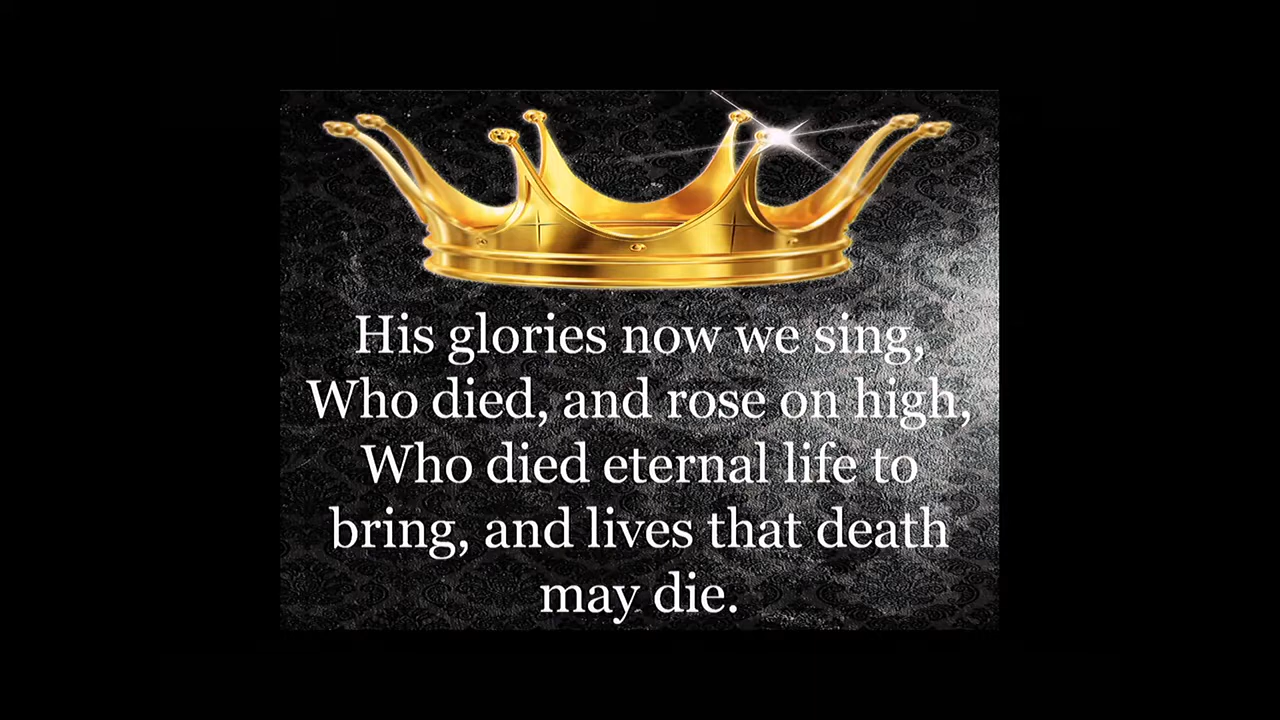 His glories now we sing,
Who died, and rose on high,
Who died eternal life to
bring, and lives that death
may die.